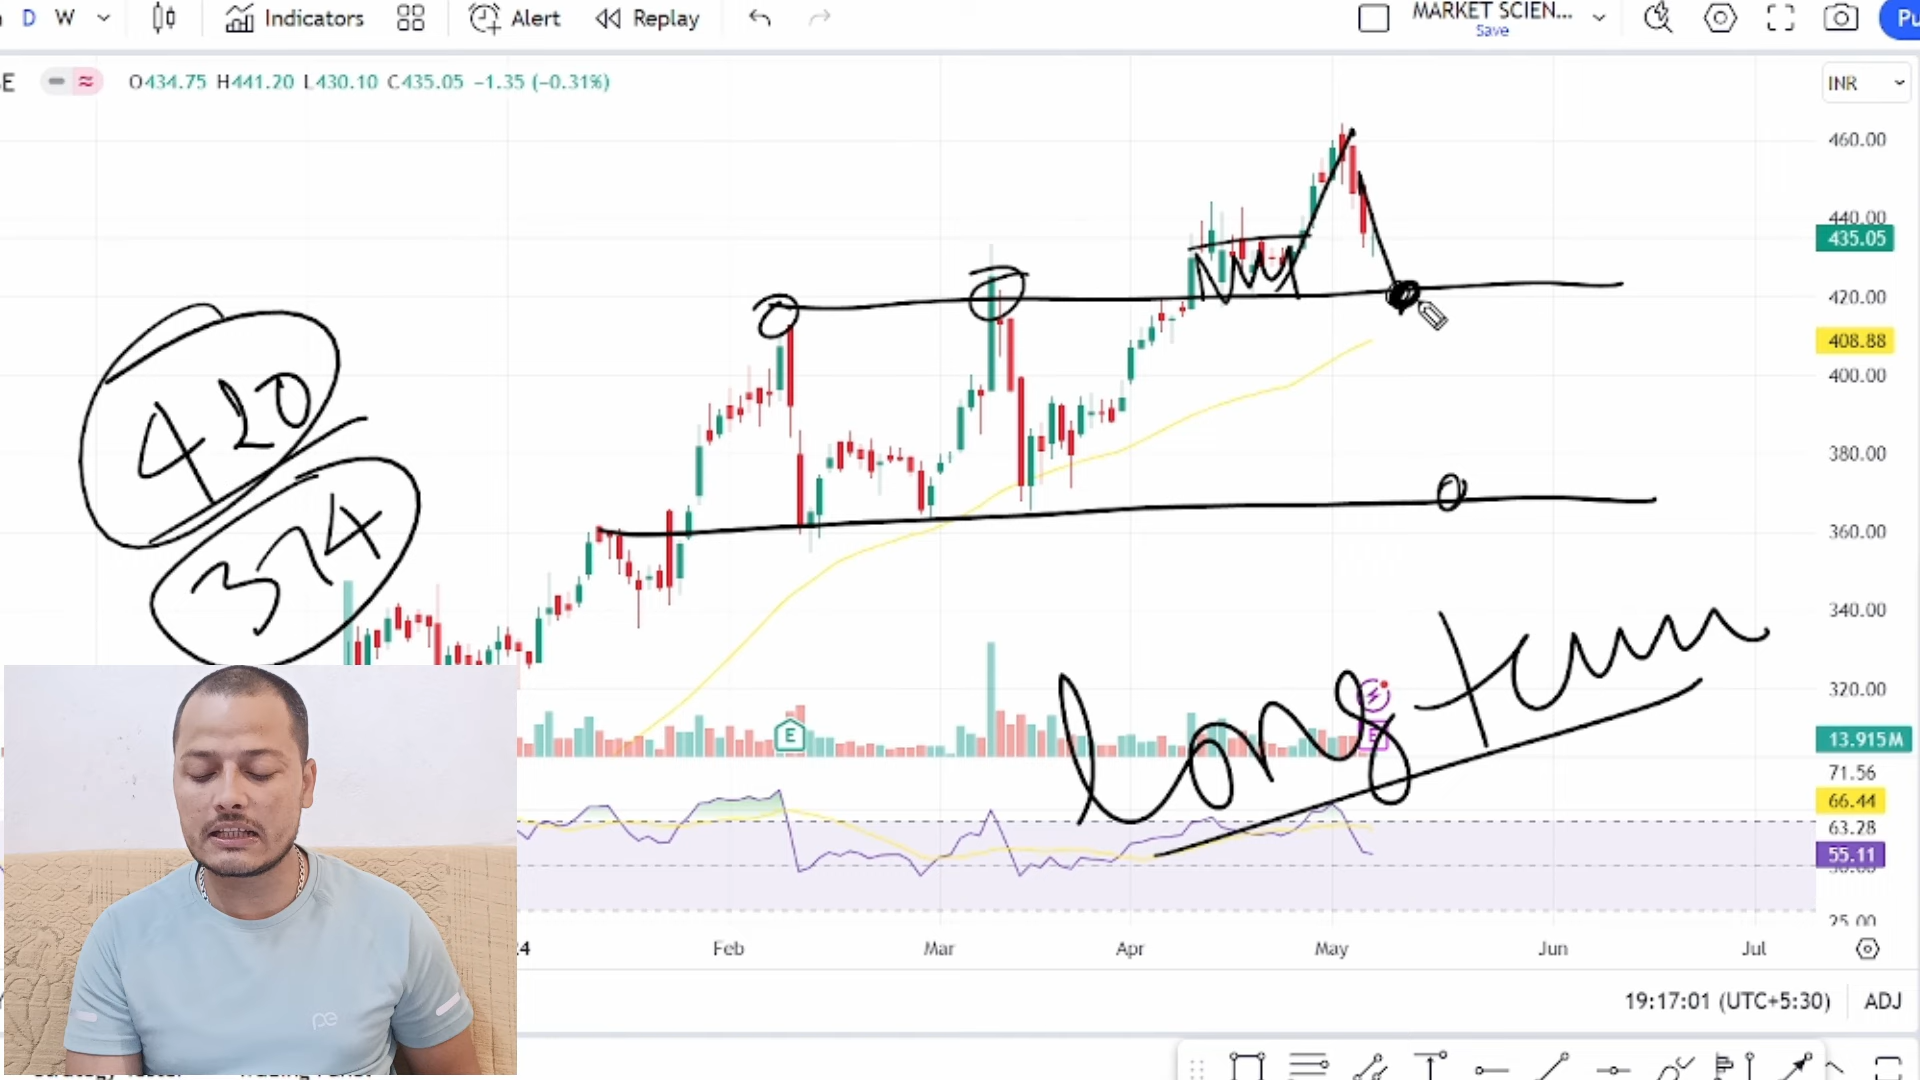 D W Indicators Alert Replay MARKET SCIEN... Save Pu
E O434.75 H441.20 L430.10 C435.05 −1.35 (−0.31%) INR
460.00
440.00
435.05
420.00
408.88
400.00
380.00
360.00
340.00
320.00
420
374
long term
E
E
13.915M
71.56
66.44
63.28
55.11
25.00
24 Feb Mar Apr May Jun Jul
19:17:01 (UTC+5:30) ADJ
pe